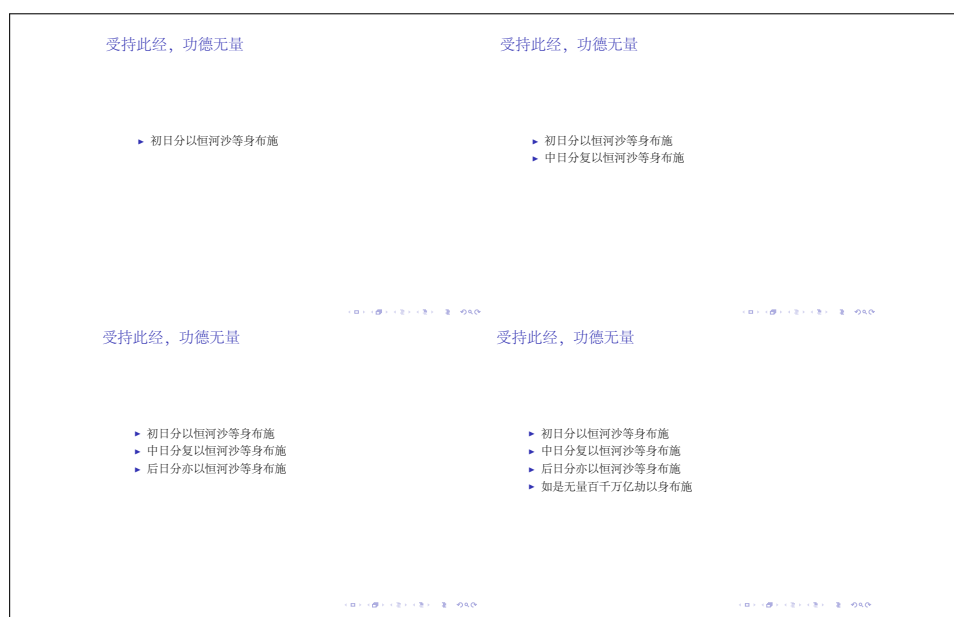 受持此经，功德无量
初日分以恒河沙等身布施
受持此经，功德无量
初日分以恒河沙等身布施
中日分复以恒河沙等身布施
受持此经，功德无量
初日分以恒河沙等身布施
中日分复以恒河沙等身布施
后日分亦以恒河沙等身布施
受持此经，功德无量
初日分以恒河沙等身布施
中日分复以恒河沙等身布施
后日分亦以恒河沙等身布施
如是无量百千万亿劫以身布施